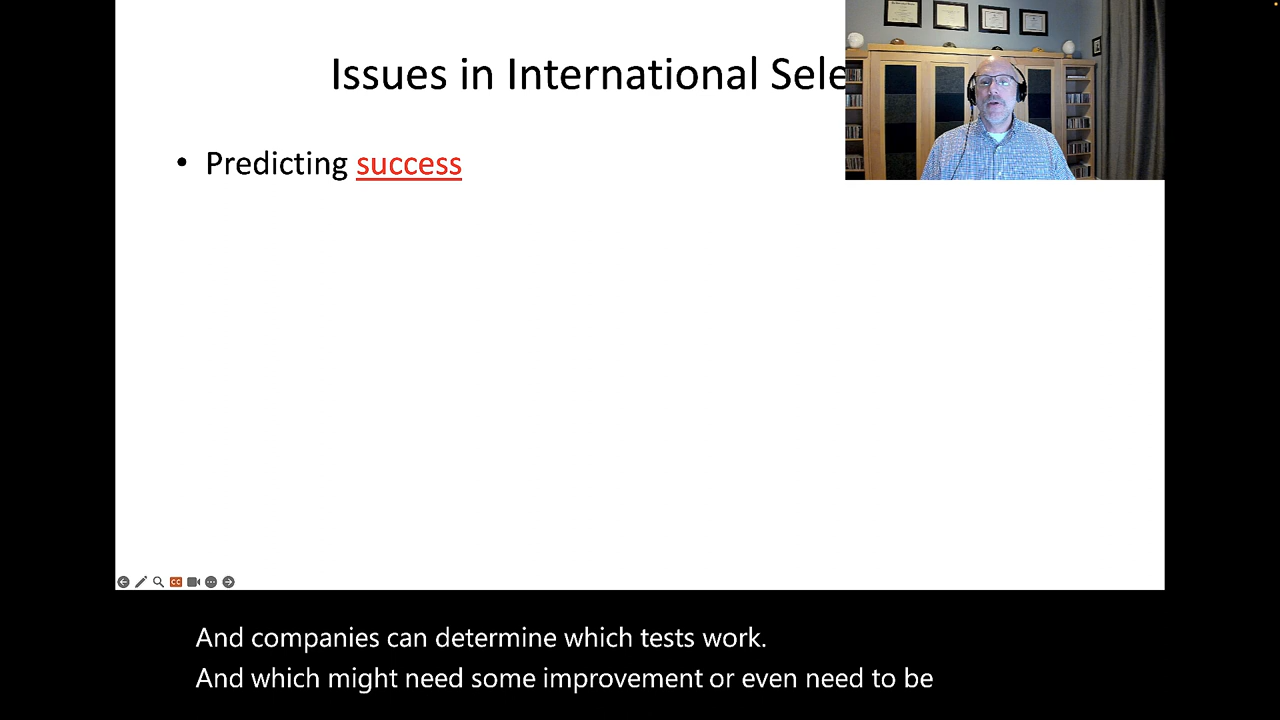 Issues in International Sele
• Predicting success
CC
And companies can determine which tests work.
And which might need some improvement or even need to be